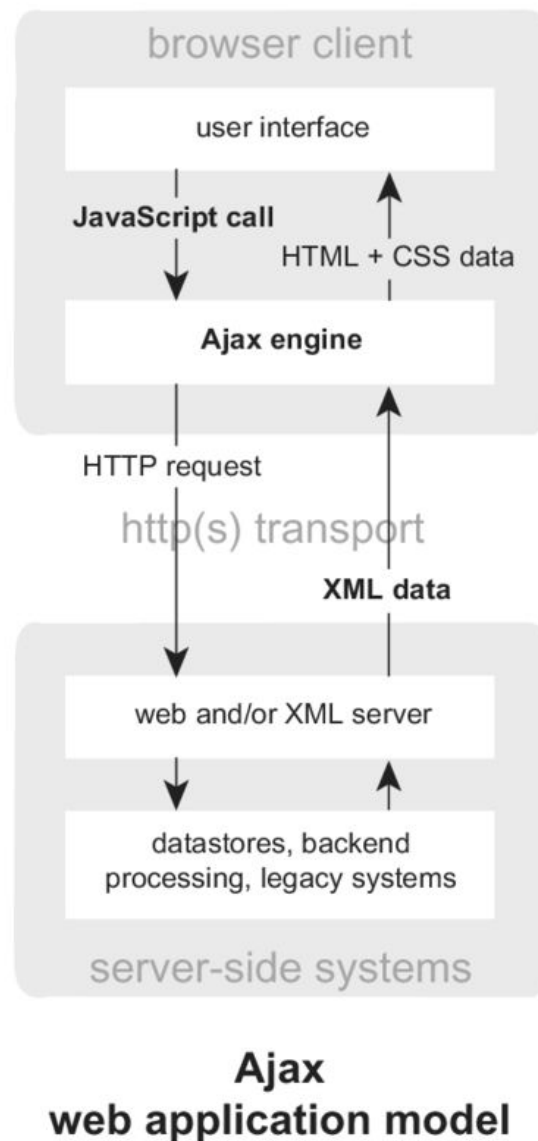 browser client
user interface
JavaScript call
HTML + CSS data
Ajax engine
HTTP request
http(s) transport
XML data
web and/or XML server
datastores, backend
processing, legacy systems
server-side systems
Ajax
web application model